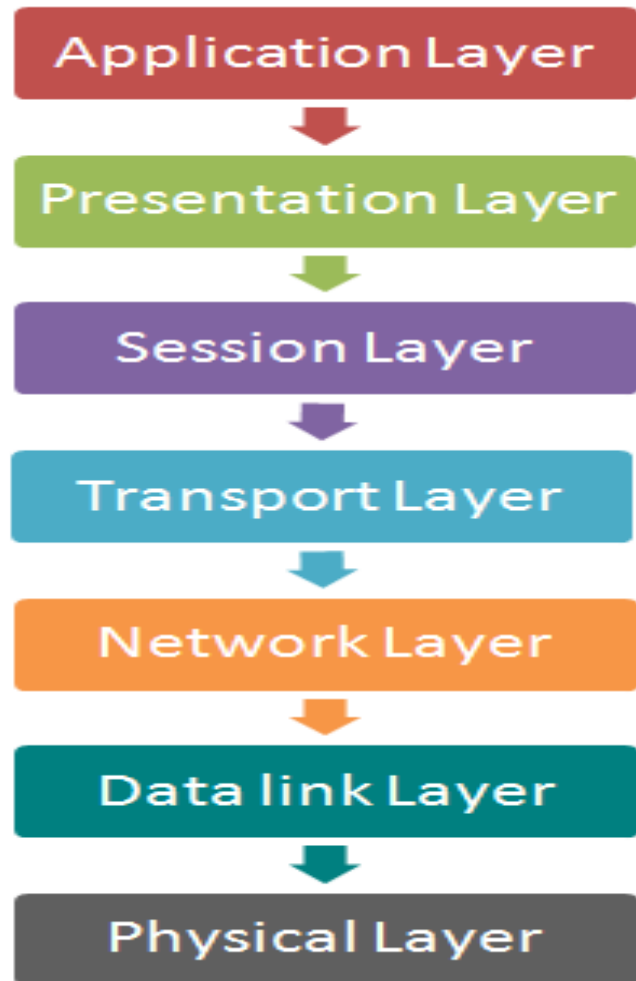 Application Layer
Presentation Layer
Session Layer
Transport Layer
Network Layer
Data link Layer
Physical Layer